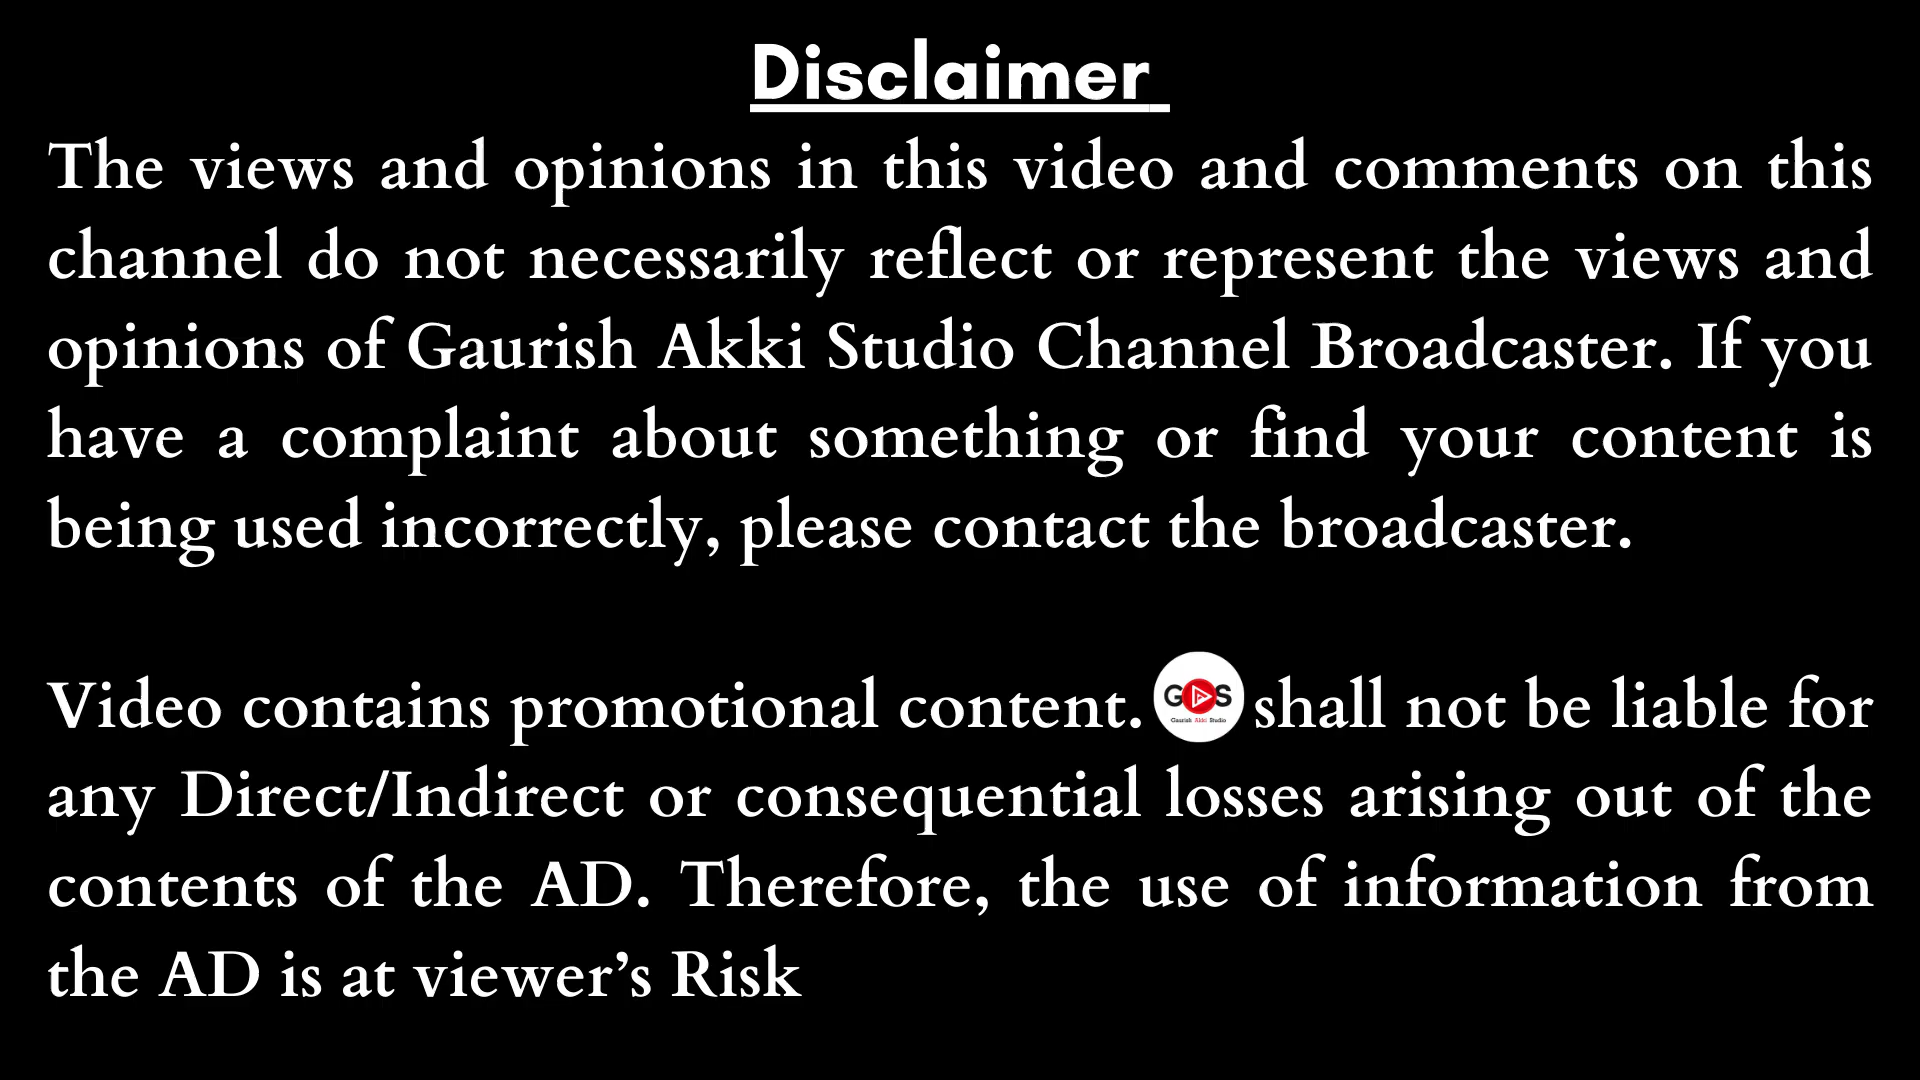 Disclaimer
The views and opinions in this video and comments on this
channel do not necessarily reflect or represent the views and
opinions of Gaurish Akki Studio Channel Broadcaster. If you
have a complaint about something or find your content is
being used incorrectly, please contact the broadcaster.
Video contains promotional content. GAS Gaurish Akki Studio shall not be liable for
any Direct/Indirect or consequential losses arising out of the
contents of the AD. Therefore, the use of information from
the AD is at viewer’s Risk